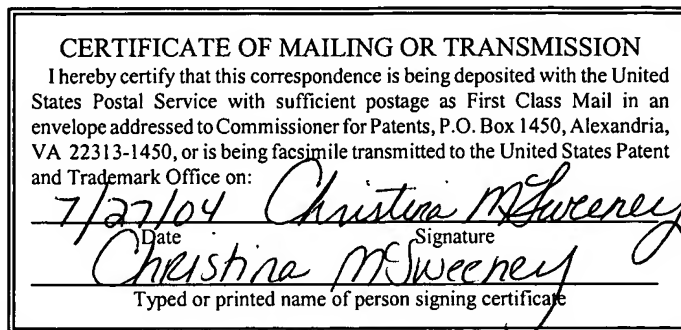 CERTIFICATE OF MAILING OR TRANSMISSION
I hereby certify that this correspondence is being deposited with the United
States Postal Service with sufficient postage as First Class Mail in an
envelope addressed to Commissioner for Patents, P.O. Box 1450, Alexandria,
VA 22313-1450, or is being facsimile transmitted to the United States Patent
and Trademark Office on:
7/27/04 Christina McSweeney
Date Signature
Christina McSweeney
Typed or printed name of person signing certificate